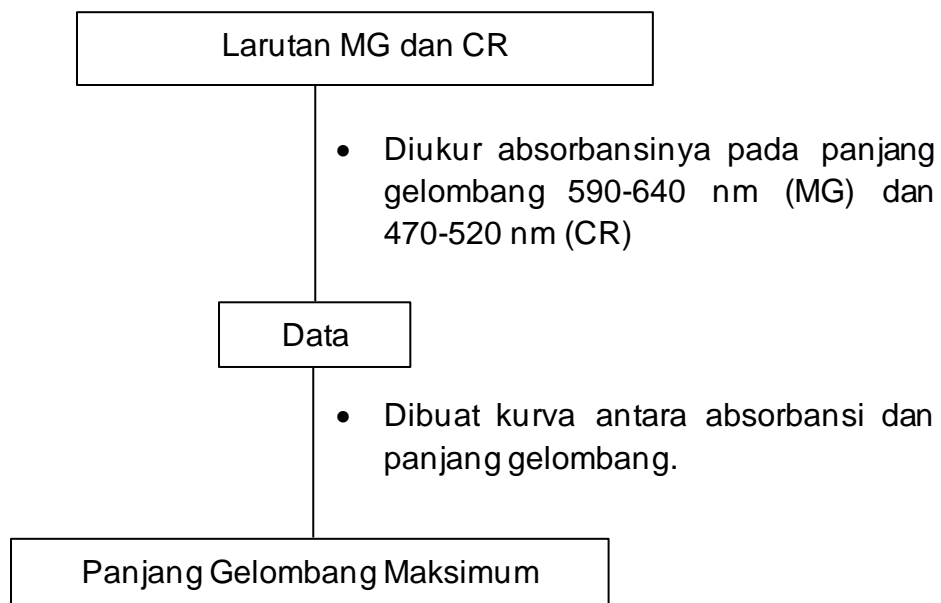 Larutan MG dan CR
• Diukur absorbansinya pada panjang
gelombang 590-640 nm (MG) dan
470-520 nm (CR)
Data
• Dibuat kurva antara absorbansi dan
panjang gelombang.
Panjang Gelombang Maksimum